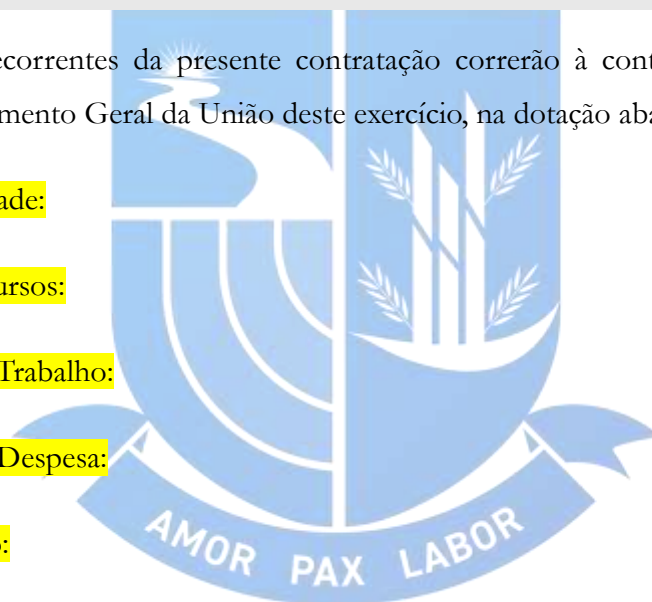 ecorrentes da presente contratação correrão à cont
mento Geral da União deste exercício, na dotação aba
ade:
ursos:
Trabalho:
Despesa:
o:
AMOR PAX LABOR